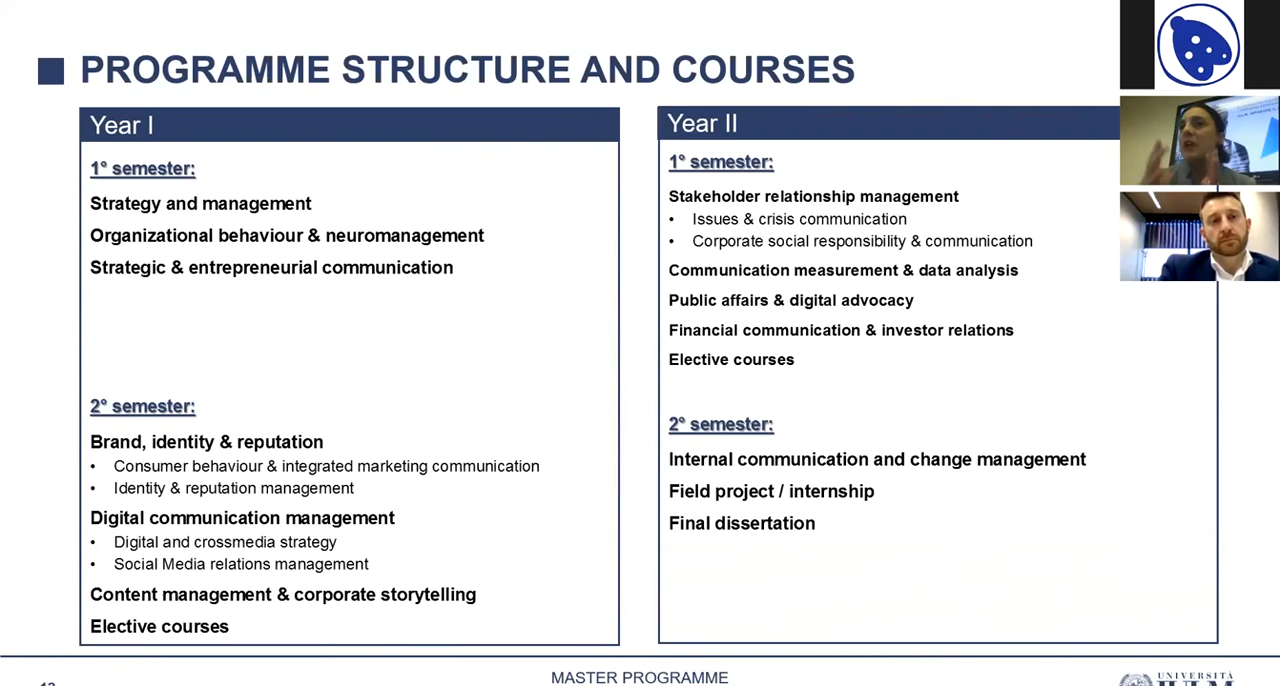 PROGRAMME STRUCTURE AND COURSES
Year I
1° semester:
Strategy and management
Organizational behaviour & neuromanagement
Strategic & entrepreneurial communication
2° semester:
Brand, identity & reputation
• Consumer behaviour & integrated marketing communication
• Identity & reputation management
Digital communication management
• Digital and crossmedia strategy
• Social Media relations management
Content management & corporate storytelling
Elective courses
Year II
1° semester:
Stakeholder relationship management
• Issues & crisis communication
• Corporate social responsibility & communication
Communication measurement & data analysis
Public affairs & digital advocacy
Financial communication & investor relations
Elective courses
2° semester:
Internal communication and change management
Field project / internship
Final dissertation
MASTER PROGRAMME
UNIVERSITÀ